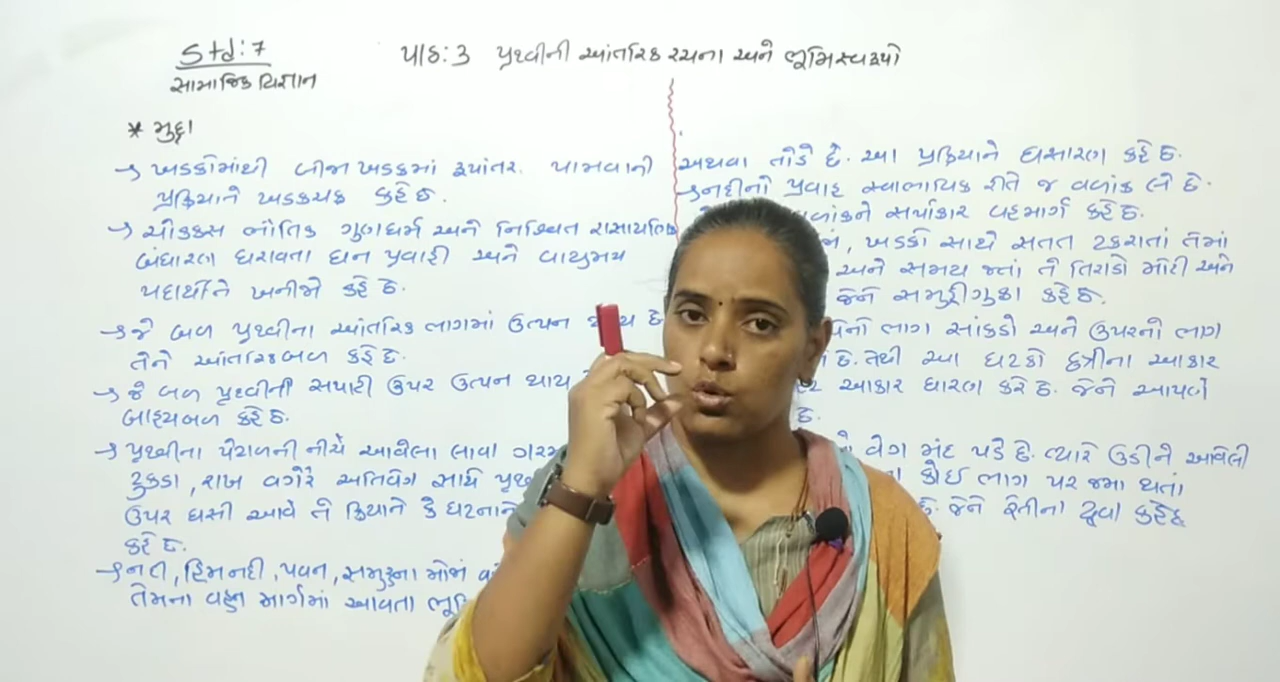 Std: 7
સામાજિક વિજ્ઞાન
પાઠ: 3 પૃથ્વીની આંતરિક રચના અને ભૂમિસ્વરૂપો
* મુદ્દા
→ ખડકોમાંથી બીજા ખડકમાં રૂપાંતર પામવાની
પ્રક્રિયાને ખડકચક્ર કહે છે.
→ ચોક્કસ ભૌતિક ગુણધર્મ અને નિશ્ચિત રાસાયણિક
બંધારણ ધરાવતા ઘન પ્રવાહી અને વાયુમય
પદાર્થોને ખનીજો કહે છે.
→ જે બળ પૃથ્વીના આંતરિક ભાગમાં ઉત્પન થાય છે
તેને આંતરિકબળ કહે છે.
→ જે બળ પૃથ્વીની સપાટી ઉપર ઉત્પન થાય
બાહ્યબળ કહે છે.
→ પૃથ્વીના પેટાળની નીચે આવેલા લાવા ગરમ
ટુકડા, રાખ વગેરે અતિવેગ સાથે
ઉપર ધસી આવે તે ક્રિયાને કે ઘટનાને
કહે છે.
→ નદી, હિમનદી, પવન, સમુદ્રના મોજાં
તેમના વહન માર્ગમાં આવતા
અથવા તોડે છે. આ પ્રક્રિયાને ઘસારણ કહે છે.
→ નદીનો પ્રવાહ સ્વાભાવિક રીતે જ વળાંક લે છે.
વળાંકને સર્પાકાર વહનમાર્ગ કહે છે.
ખડકો સાથે સતત ટકરાતાં તેમાં
અને સમય જતાં તે તિરાડો મોટી અને
જેને સમુદ્રીગુફા કહે છે.
ભાગ સાંકડો અને ઉપરનો ભાગ
છે. તેથી આ ઘટકો છત્રીના આકાર
આકાર ધારણ કરે છે. જેને આપણે
છે.
વેગ મંદ પડે છે. ત્યારે ઉડીને આવેલી
કોઈ ભાગ પર જમા થતાં
છે. જેને રેતીના ઢૂવા કહે છે